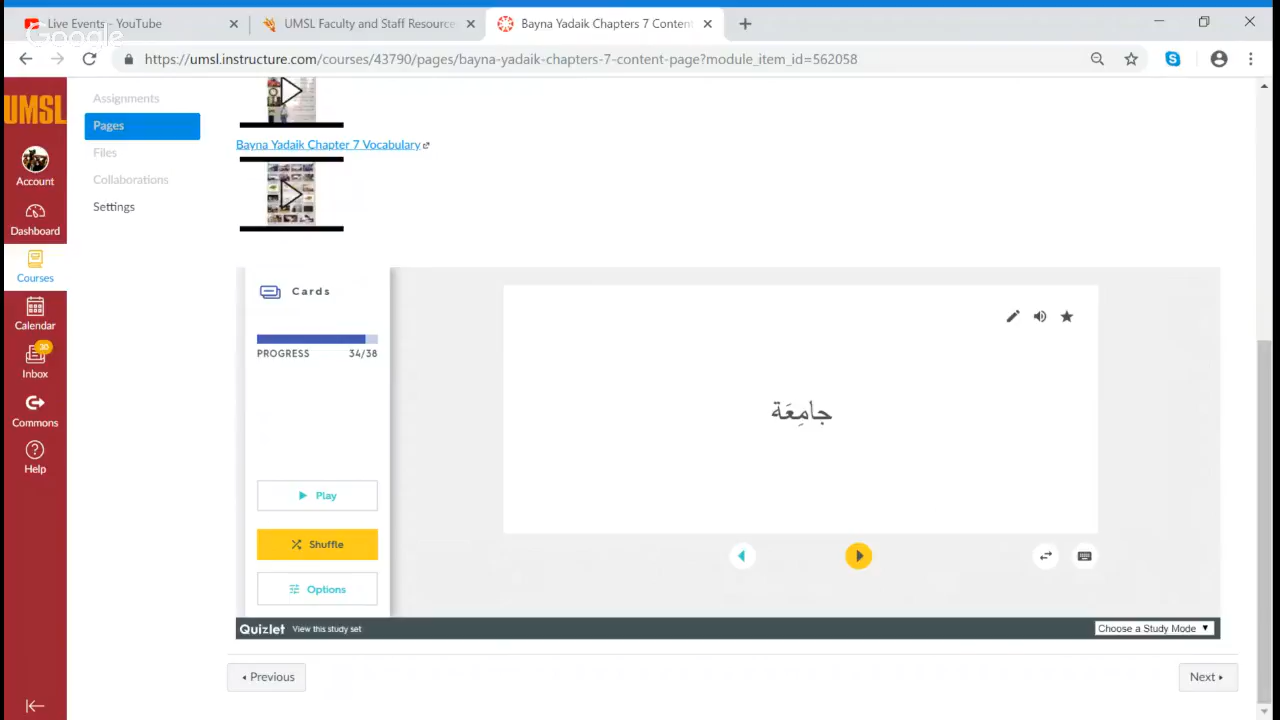 Live Events - YouTube
UMSL Faculty and Staff Resource
Bayna Yadaik Chapters 7 Content
Google
https://umsl.instructure.com/courses/43790/pages/bayna-yadaik-chapters-7-content-page?module_item_id=562058
UMSL
Account
Dashboard
Courses
Calendar
30
Inbox
Commons
Help
Assignments
Pages
Files
Collaborations
Settings
Bayna Yadaik Chapter 7 Vocabulary
Cards
PROGRESS 34/38
Play
Shuffle
Options
جامِعَة
Quizlet View this study set
Choose a Study Mode
Previous
Next